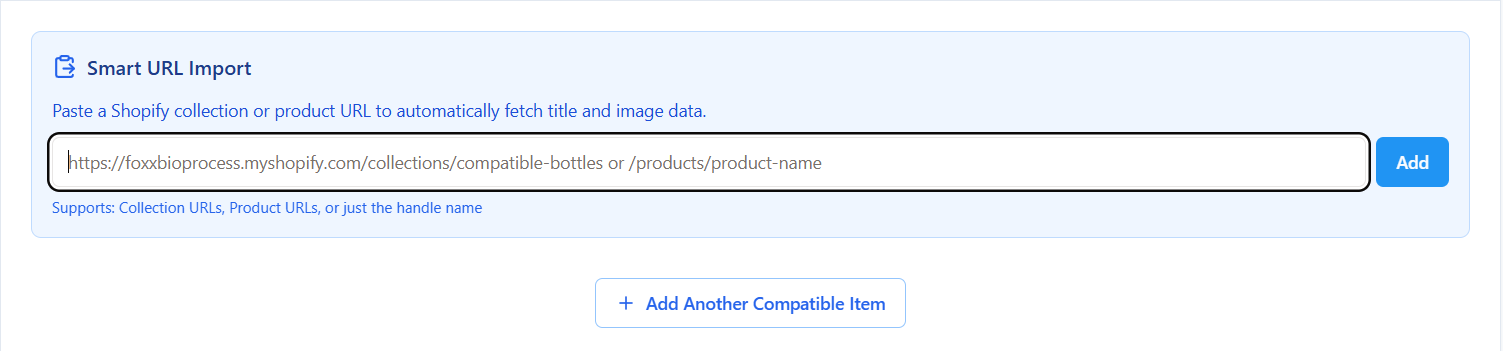 Smart URL Import
Paste a Shopify collection or product URL to automatically fetch title and image data.
https://foxxbioprocess.myshopify.com/collections/compatible-bottles or /products/product-name
Add
Supports: Collection URLs, Product URLs, or just the handle name
+ Add Another Compatible Item